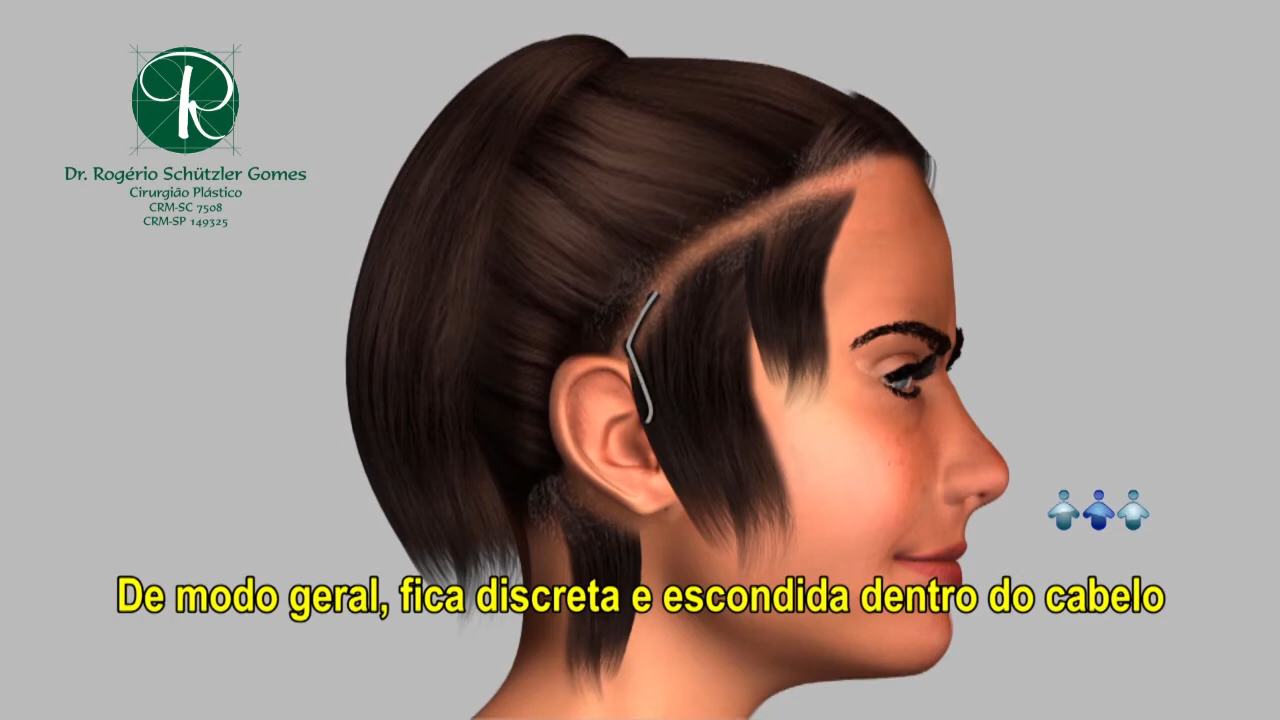 Dr. Rogério Schützler Gomes
Cirurgião Plástico
CRM-SC 7508
CRM-SP 149325
De modo geral, fica discreta e escondida dentro do cabelo